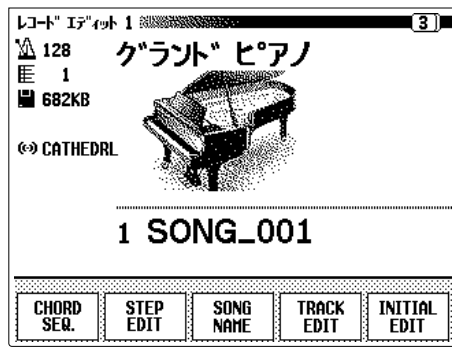 レコード エディット 1
3
128
グランド ピアノ
1
682KB
CATHEDRL
1 SONG_001
CHORD SEQ.
STEP EDIT
SONG NAME
TRACK EDIT
INITIAL EDIT